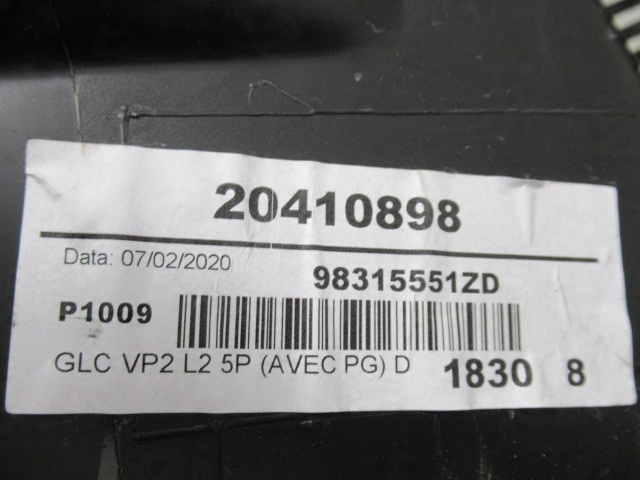 20410898
Data: 07/02/2020
98315551ZD
P1009
GLC VP2 L2 5P (AVEC PG) D
1830 8